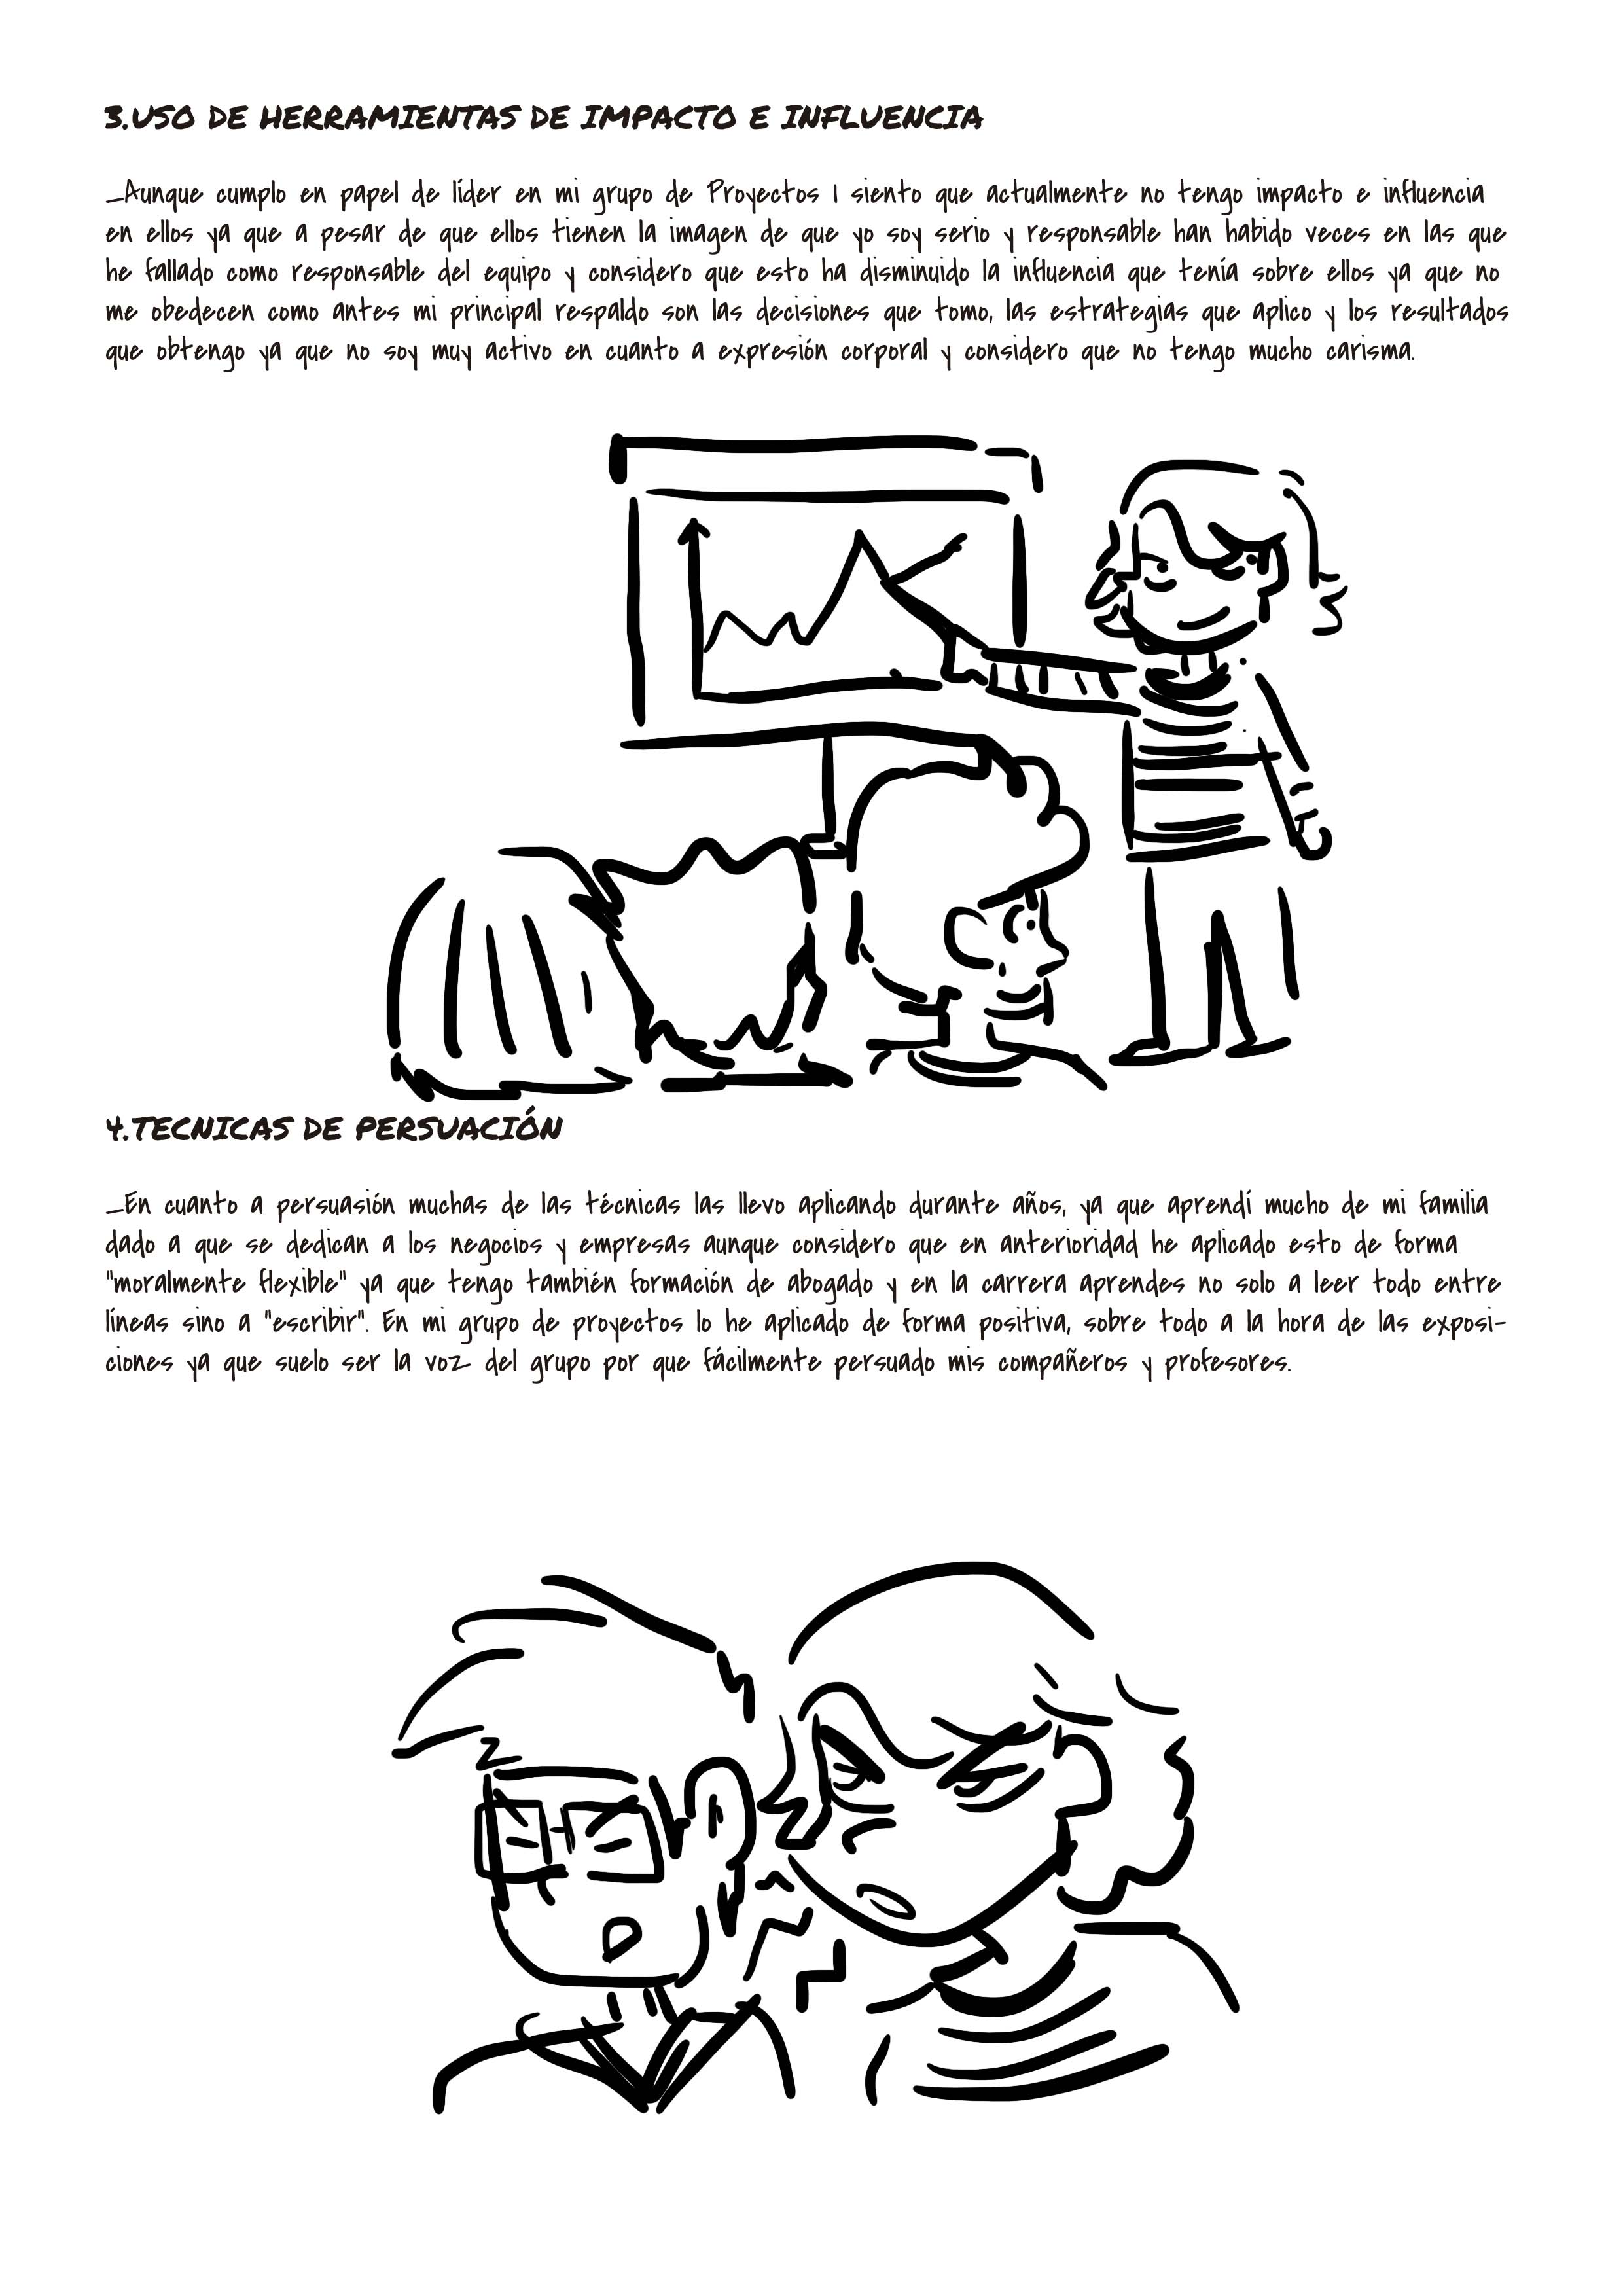 3.USO DE HERRAMIENTAS DE IMPACTO E INFLUENCIA
_Aunque cumplo en papel de líder en mi grupo de Proyectos I siento que actualmente no tengo impacto e influencia
en ellos ya que a pesar de que ellos tienen la imagen de que yo soy serio y responsable han habido veces en las que
he fallado como responsable del equipo y considero que esto ha disminuido la influencia que tenía sobre ellos ya que no
me obedecen como antes mi principal respaldo son las decisiones que tomo, las estrategias que aplico y los resultados
que obtengo ya que no soy muy activo en cuanto a expresión corporal y considero que no tengo mucho carisma.
4.TECNICAS DE PERSUACIÓN
_En cuanto a persuasión muchas de las técnicas las llevo aplicando durante años, ya que aprendí mucho de mi familia
dado a que se dedican a los negocios y empresas aunque considero que en anterioridad he aplicado esto de forma
"moralmente flexible" ya que tengo también formación de abogado y en la carrera aprendes no solo a leer todo entre
líneas sino a "escribir". En mi grupo de proyectos lo he aplicado de forma positiva, sobre todo a la hora de las exposi-
ciones ya que suelo ser la voz del grupo por que fácilmente persuado mis compañeros y profesores.